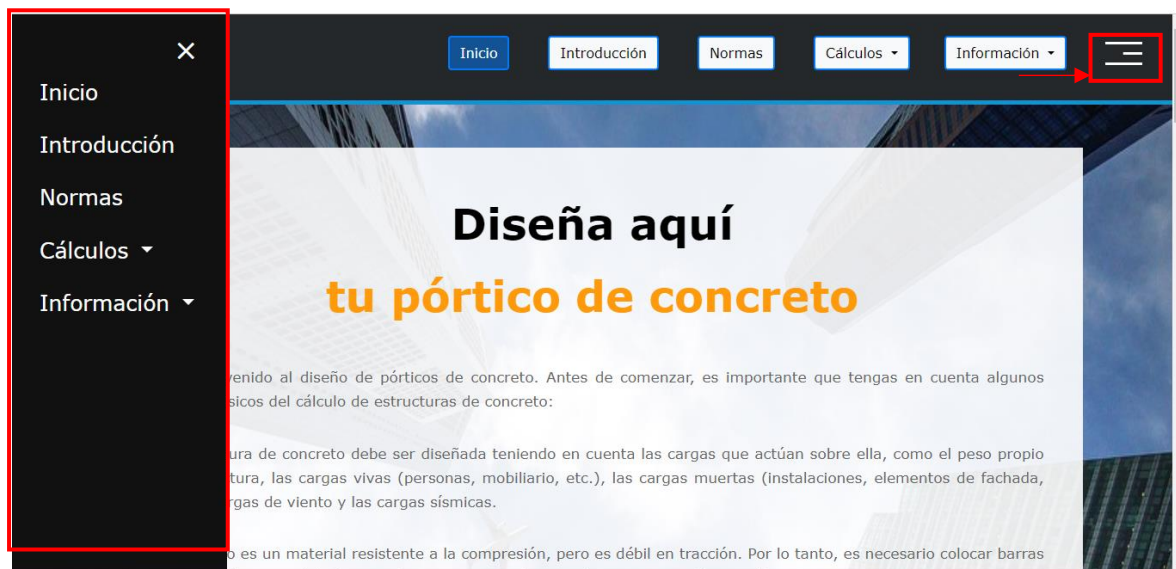 ×
Inicio
Introducción
Normas
Cálculos
Información
Inicio
Introducción
Normas
Cálculos
Información
Diseña aquí
tu pórtico de concreto
venido al diseño de pórticos de concreto. Antes de comenzar, es importante que tengas en cuenta algunos
sicos del cálculo de estructuras de concreto:
ura de concreto debe ser diseñada teniendo en cuenta las cargas que actúan sobre ella, como el peso propio
tura, las cargas vivas (personas, mobiliario, etc.), las cargas muertas (instalaciones, elementos de fachada,
rgas de viento y las cargas sísmicas.
o es un material resistente a la compresión, pero es débil en tracción. Por lo tanto, es necesario colocar barras